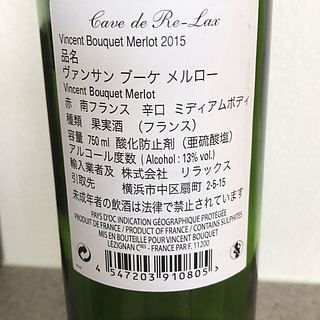 Cave de Re-Lax
Vincent Bouquet Merlot 2015
品名
ヴァンサン ブーケ メルロー
Vincent Bouquet Merlot
赤 南フランス 辛口 ミディアムボディ
種類 果実酒 (フランス)
容量 750㎖ 酸化防止剤 (亜硫酸塩)
アルコール度数 (Alcohol : 13% vol.)
輸入業者及 株式会社 リラックス
び引取先 横浜市中区扇町 2-6-15
未成年者の飲酒は法律で禁止されています
PAYS D'OC INDICATION GÉOGRAPHIQUE PROTÉGÉE
PRODUIT DE FRANCE / PRODUCT OF FRANCE / CONTAINS SULPHITES
MIS EN BOUTEILLE POUR VINCENT BOUQUET
LÉZIGNAN CRES - FRANCE PAR F. 11200
4 547203 910805 >